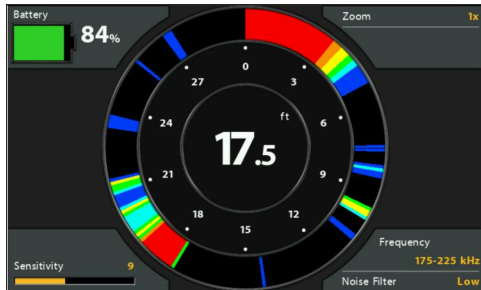 Battery
84%
Zoom
1x
0
3
6
9
12
15
18
21
24
27
ft
17.5
Sensitivity
9
Frequency
175-225 kHz
Noise Filter
Low